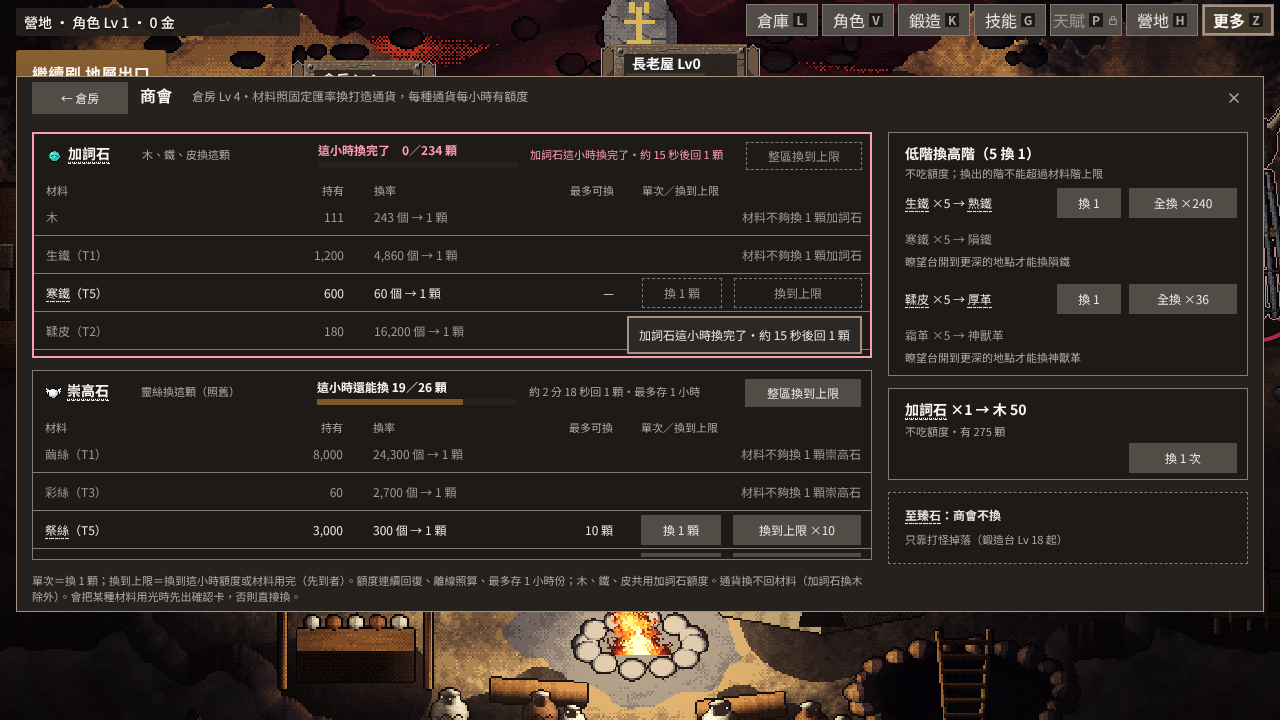 營地 · 角色 Lv 1 · 0 金
倉庫 L
角色 V
鍛造 K
技能 G
天賦 P
營地 H
更多 Z
長老屋 Lv0
繼續刷 地層出口
← 倉房
商會
倉房 Lv 4・材料照固定匯率換打造通貨，每種通貨每小時有額度
×
加詞石
木、鐵、皮換這顆
這小時換完了 0／234 顆
加詞石這小時換完了・約 15 秒後回 1 顆
整區換到上限
材料 持有 換率 最多可換 單次／換到上限
木 111 243 個 → 1 顆 材料不夠換 1 顆加詞石
生鐵（T1） 1,200 4,860 個 → 1 顆 材料不夠換 1 顆加詞石
寒鐵（T5） 600 60 個 → 1 顆 — 換 1 顆 換到上限
鞣皮（T2） 180 16,200 個 → 1 顆
加詞石這小時換完了・約 15 秒後回 1 顆
崇高石
靈絲換這顆（照舊）
這小時還能換 19／26 顆
約 2 分 18 秒回 1 顆・最多存 1 小時
整區換到上限
材料 持有 換率 最多可換 單次／換到上限
繭絲（T1） 8,000 24,300 個 → 1 顆 材料不夠換 1 顆崇高石
彩絲（T3） 60 2,700 個 → 1 顆 材料不夠換 1 顆崇高石
祭絲（T5） 3,000 300 個 → 1 顆 10 顆 換 1 顆 換到上限 ×10
單次＝換 1 顆；換到上限＝換到這小時額度或材料用完（先到者）。額度連續回復、離線照算、最多存 1 小時份；木、鐵、皮共用加詞石額度。通貨換不回材料（加詞石換木
除外）。會把某種材料用光時先出確認卡，否則直接換。
低階換高階（5 換 1）
不吃額度；換出的階不能超過材料階上限
生鐵 ×5 → 熟鐵 換 1 全換 ×240
寒鐵 ×5 → 隕鐵
瞭望台開到更深的地點才能換隕鐵
鞣皮 ×5 → 厚革 換 1 全換 ×36
霜革 ×5 → 神獸革
瞭望台開到更深的地點才能換神獸革
加詞石 ×1 → 木 50
不吃額度・有 275 顆
換 1 次
至臻石：商會不換
只靠打怪掉落（鍛造台 Lv 18 起）